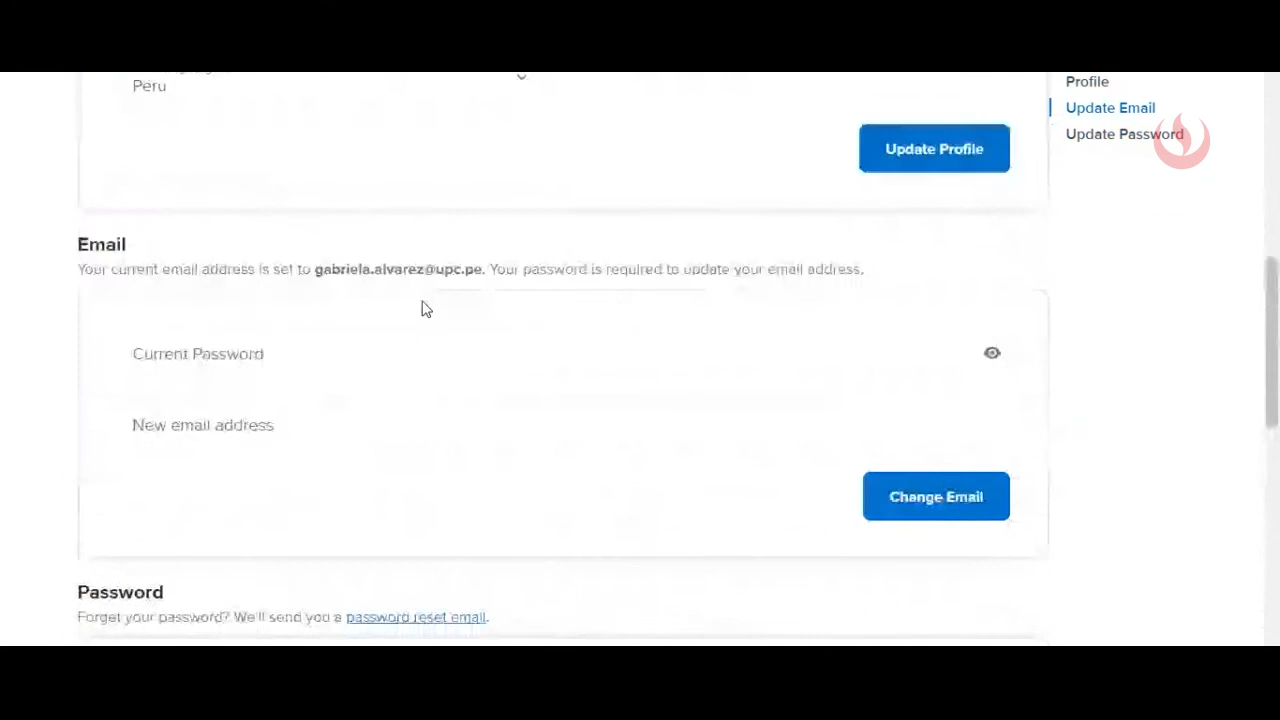 Peru
Profile
Update Email
Update Password
Update Profile
Email
Your current email address is set to gabriela.alvarez@upc.pe. Your password is required to update your email address.
Current Password
New email address
Change Email
Password
Forget your password? We'll send you a password reset email.